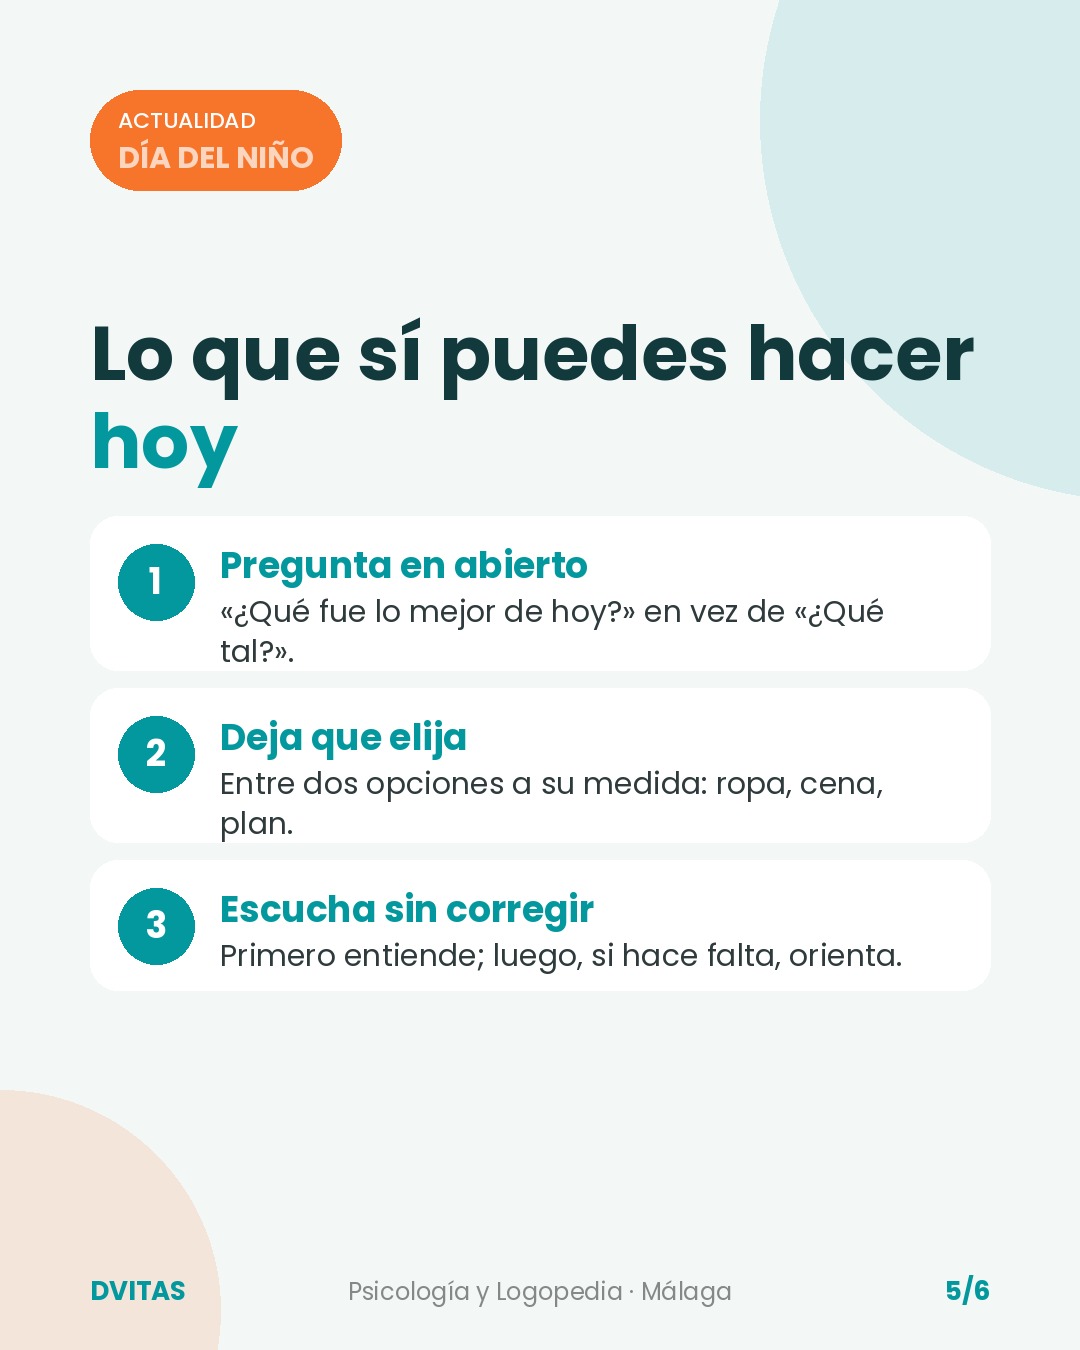 ACTUALIDAD
DÍA DEL NIÑO
Lo que sí puedes hacer
hoy
1
Pregunta en abierto
«¿Qué fue lo mejor de hoy?» en vez de «¿Qué
tal?».
2
Deja que elija
Entre dos opciones a su medida: ropa, cena,
plan.
3
Escucha sin corregir
Primero entiende; luego, si hace falta, orienta.
DVITAS
Psicología y Logopedia · Málaga
5/6